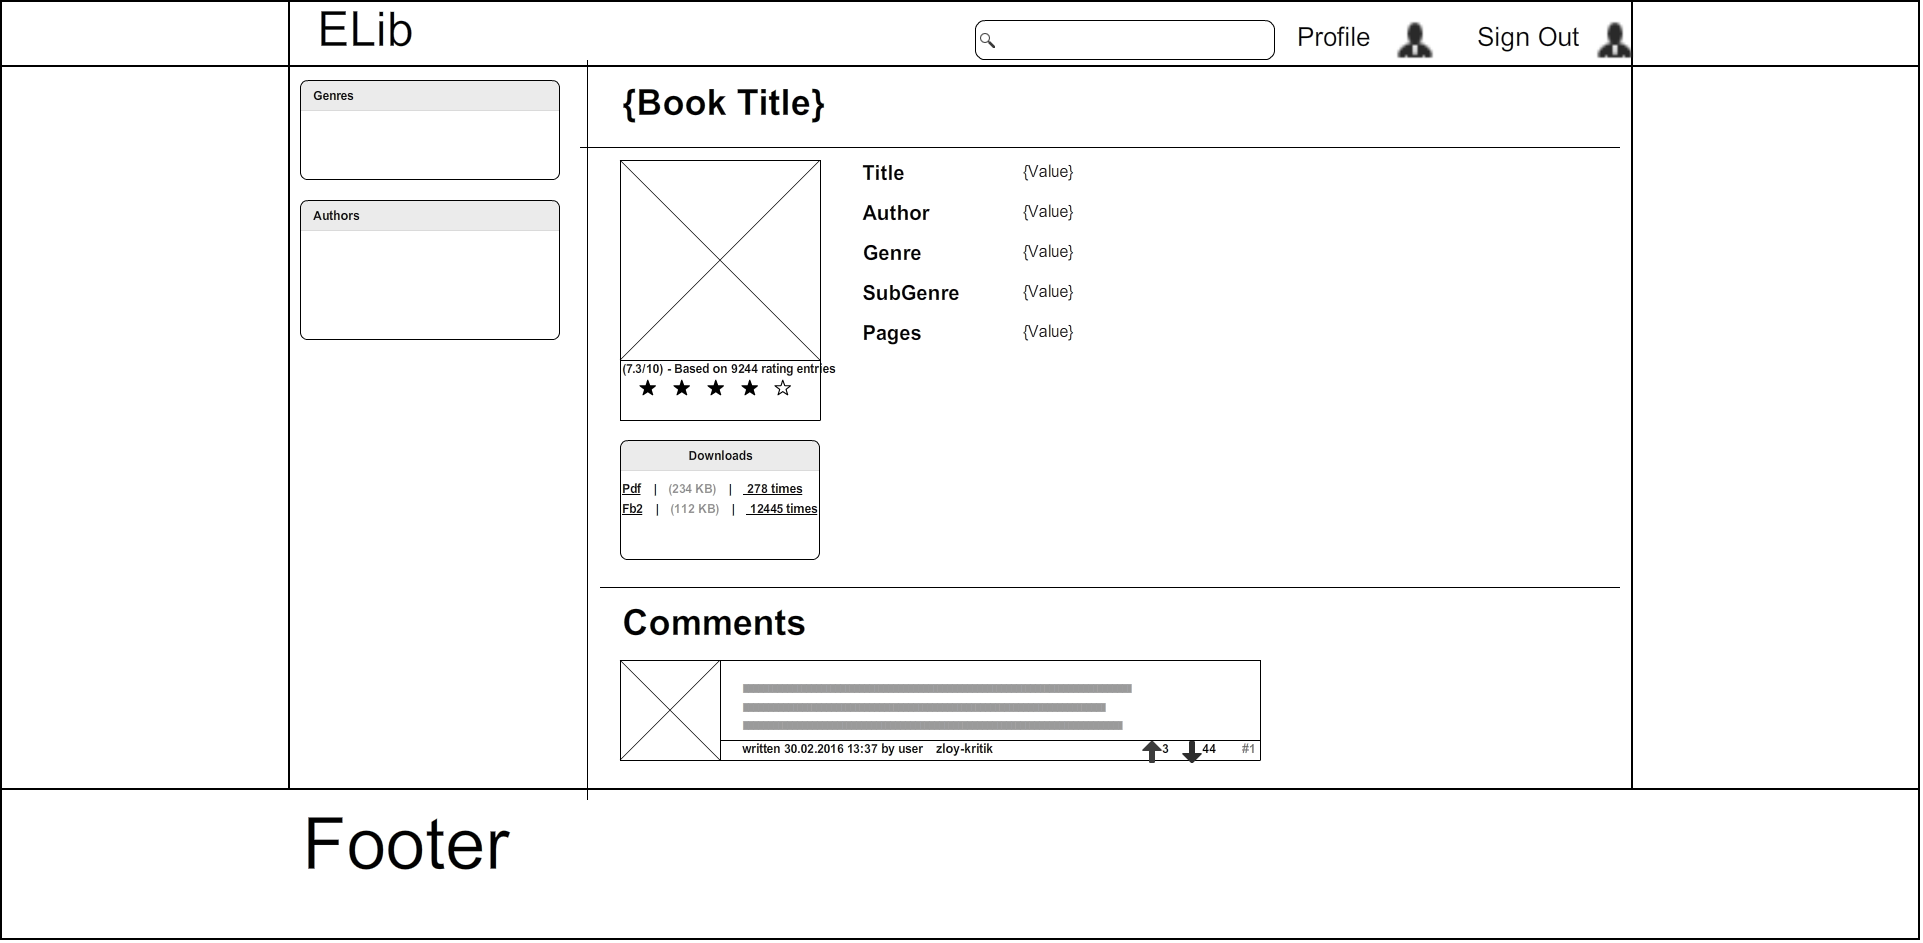 ELib
Profile
Sign Out
Genres
Authors
{Book Title}
Title {Value}
Author {Value}
Genre {Value}
SubGenre {Value}
Pages {Value}
(7.3/10) - Based on 9244 rating entries
Downloads
Pdf | (234 KB) | 278 times
Fb2 | (112 KB) | 12445 times
Comments
written 30.02.2016 13:37 by user zloy-kritik 3 44 #1
Footer